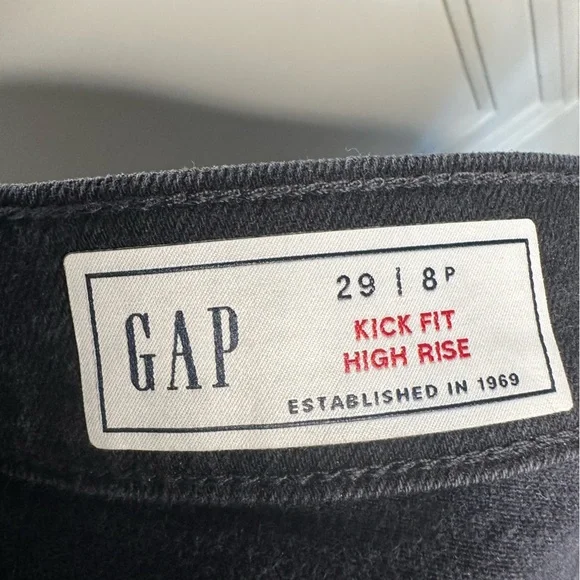 GAP
29 | 8P
KICK FIT
HIGH RISE
ESTABLISHED IN 1969